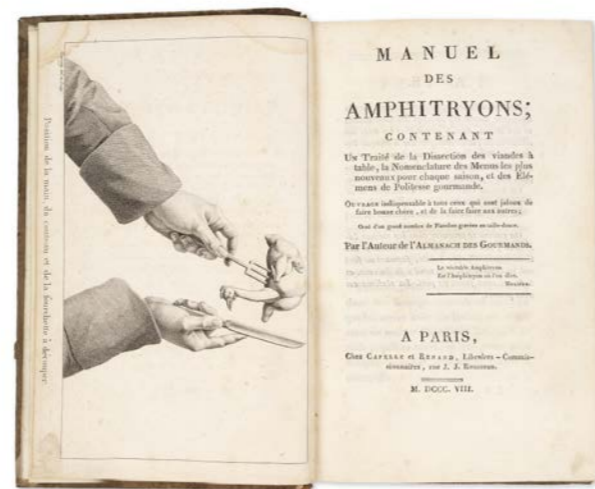 Position de la main, du couteau et de la fourchette à découper.
MANUEL
DES
AMPHITRYONS;
CONTENANT
Un Traité de la Dissection des viandes à
table, la Nomenclature des Menus les plus
nouveaux pour chaque saison, et des Élé-
mens de Politesse gourmande.
Ouvrage indispensable à tous ceux qui sont jaloux de
faire bonne chère, et de la faire faire aux autres;
Orné d'un grand nombre de Planches gravées en taille-douce.
Par l'Auteur de l'ALMANACH DES GOURMANDS.
Le véritable Amphitryon
Est l'Amphitryon où l'on dîne.
Molière.
A PARIS,
Chez CAPELLE et RENAND, Libraires-Commis-
sionnaires, rue J. J. Rousseau.
M. DCCC. VIII.